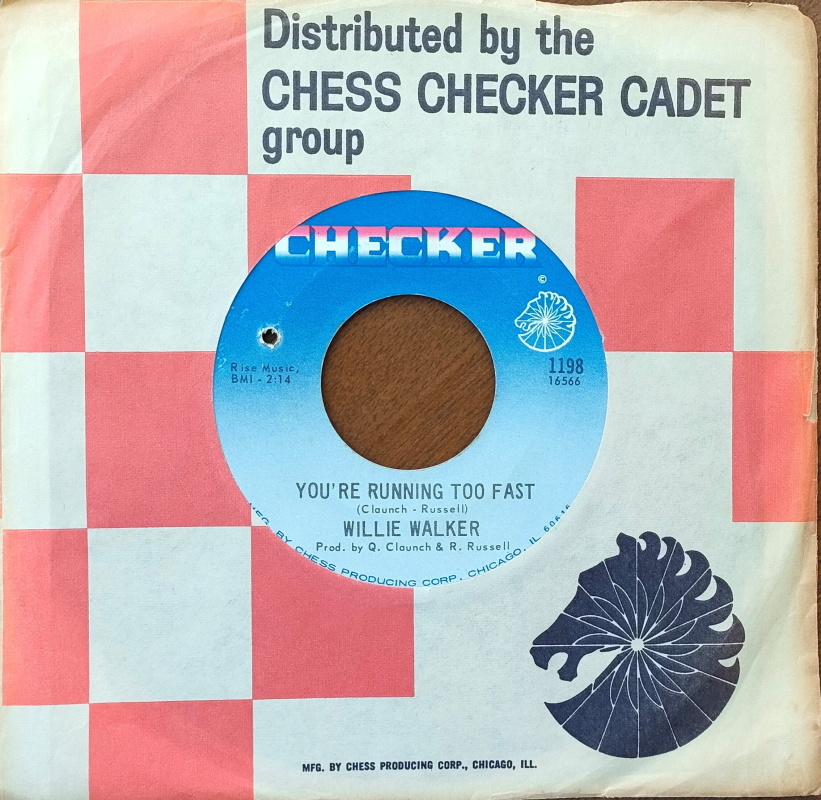 Distributed by the
CHESS CHECKER CADET
group
CHECKER
©
Rise Music,
BMI - 2:14
1198
16566
YOU'RE RUNNING TOO FAST
(Claunch - Russell)
WILLIE WALKER
Prod. by Q. Claunch & R. Russell
MFG. BY CHESS PRODUCING CORP., CHICAGO, IL 60616
MFG. BY CHESS PRODUCING CORP., CHICAGO, ILL.